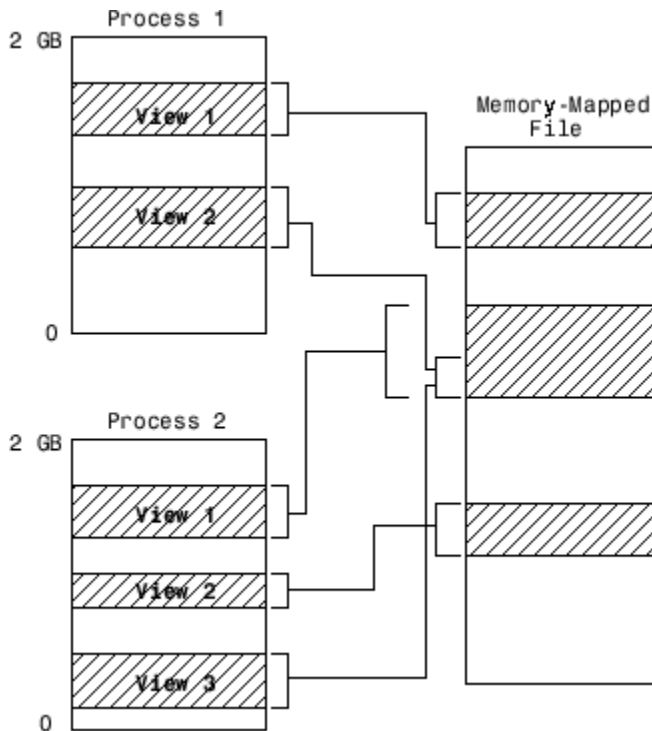 Process 1
2 GB
View 1
View 2
0
Memory-Mapped
File
Process 2
2 GB
View 1
View 2
View 3
0